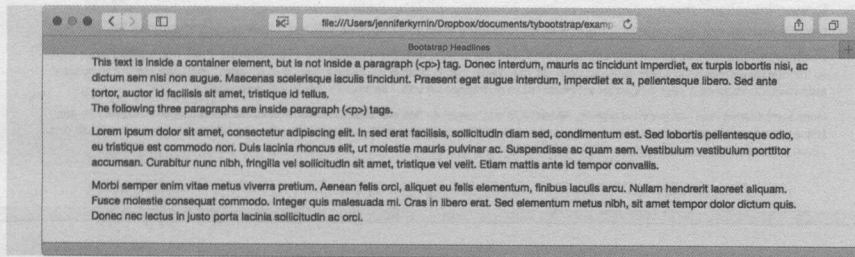 file:///Users/jenniferkyrnin/Dropbox/documents/tybootstrap/examp
Bootstrap Headlines
This text is inside a container element, but is not inside a paragraph (<p>) tag. Donec interdum, mauris ac tincidunt imperdiet, ex turpis lobortis nisi, ac
dictum sem nisi non augue. Maecenas scelerisque iaculis tincidunt. Praesent eget augue interdum, imperdiet ex a, pellentesque libero. Sed ante
tortor, auctor id facilisis sit amet, tristique id tellus.
The following three paragraphs are inside paragraph (<p>) tags.
Lorem ipsum dolor sit amet, consectetur adipiscing elit. In sed erat facilisis, sollicitudin diam sed, condimentum est. Sed lobortis pellentesque odio,
eu tristique est commodo non. Duis lacinia rhoncus elit, ut molestie mauris pulvinar ac. Suspendisse ac quam sem. Vestibulum vestibulum porttitor
accumsan. Curabitur nunc nibh, fringilla vel sollicitudin sit amet, tristique vel velit. Etiam mattis ante id tempor convallis.
Morbi semper enim vitae metus viverra pretium. Aenean felis orci, aliquet eu felis elementum, finibus iaculis arcu. Nullam hendrerit laoreet aliquam.
Fusce molestie consequat commodo. Integer quis malesuada mi. Cras in libero erat. Sed elementum metus nibh, sit amet tempor dolor dictum quis.
Donec nec lectus in justo porta lacinia sollicitudin ac orci.